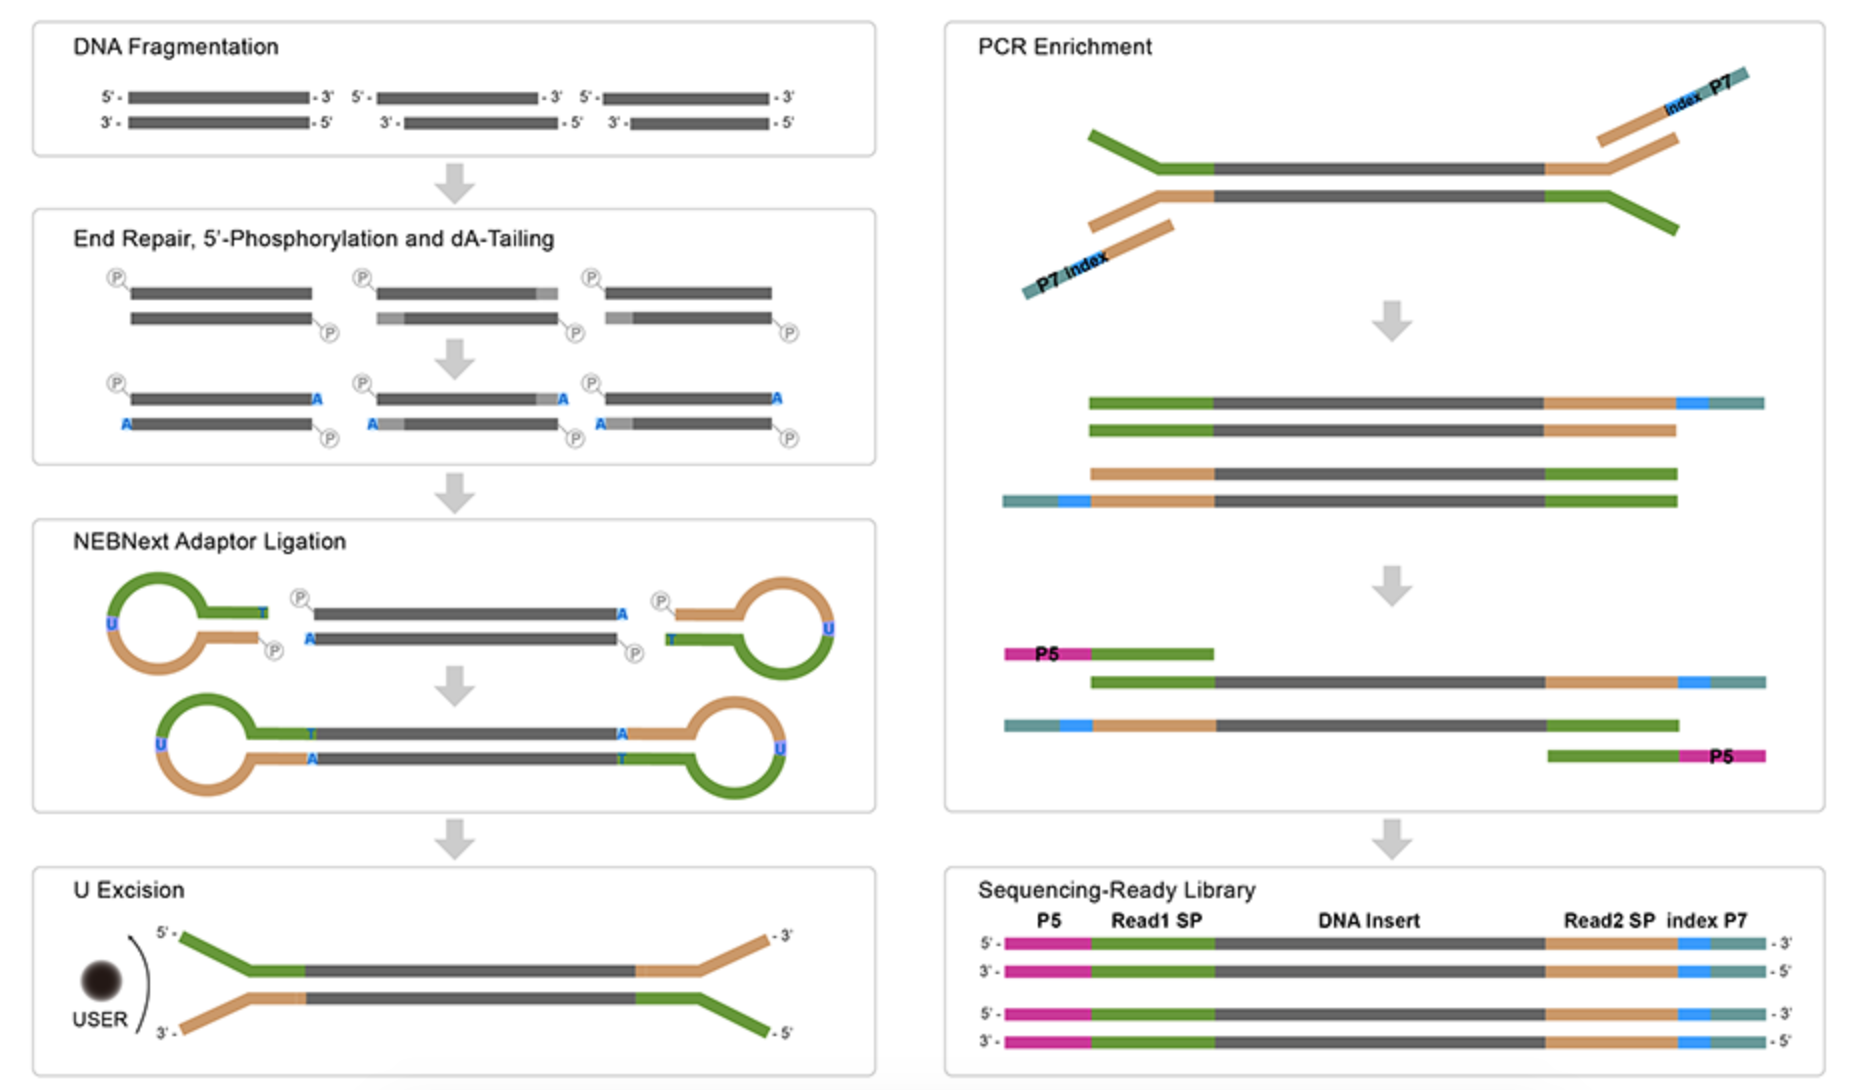 DNA Fragmentation
5'- -3' 5'- -3' 5'- -3'
3'- -5' 3'- -5' 3'- -5'
End Repair, 5'-Phosphorylation and dA-Tailing
P P P
P P P
P P P
A A A
A A A
P P P
NEBNext Adaptor Ligation
P P
T A
U U
A T
P P
T A
U U
A T
U Excision
5'- -3'
USER
3'- -5'
PCR Enrichment
index P7
P7 index
P5
P5
Sequencing-Ready Library
P5 Read1 SP DNA Insert Read2 SP index P7
5'- -3'
3'- -5'
5'- -3'
3'- -5'